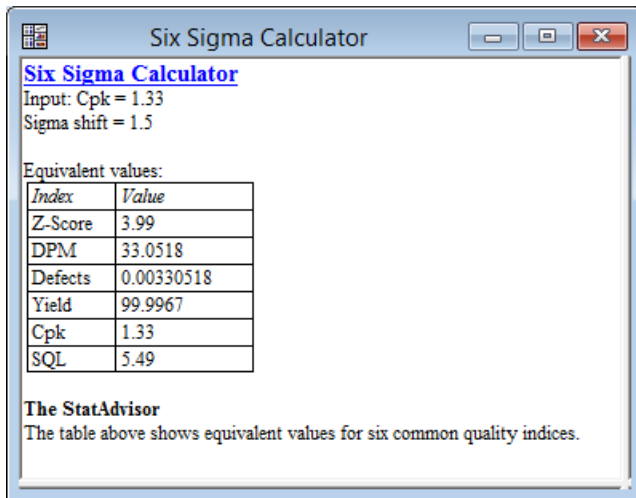 Six Sigma Calculator
Six Sigma Calculator
Input: Cpk = 1.33
Sigma shift = 1.5
Equivalent values:
Index Value
Z-Score 3.99
DPM 33.0518
Defects 0.00330518
Yield 99.9967
Cpk 1.33
SQL 5.49
The StatAdvisor
The table above shows equivalent values for six common quality indices.